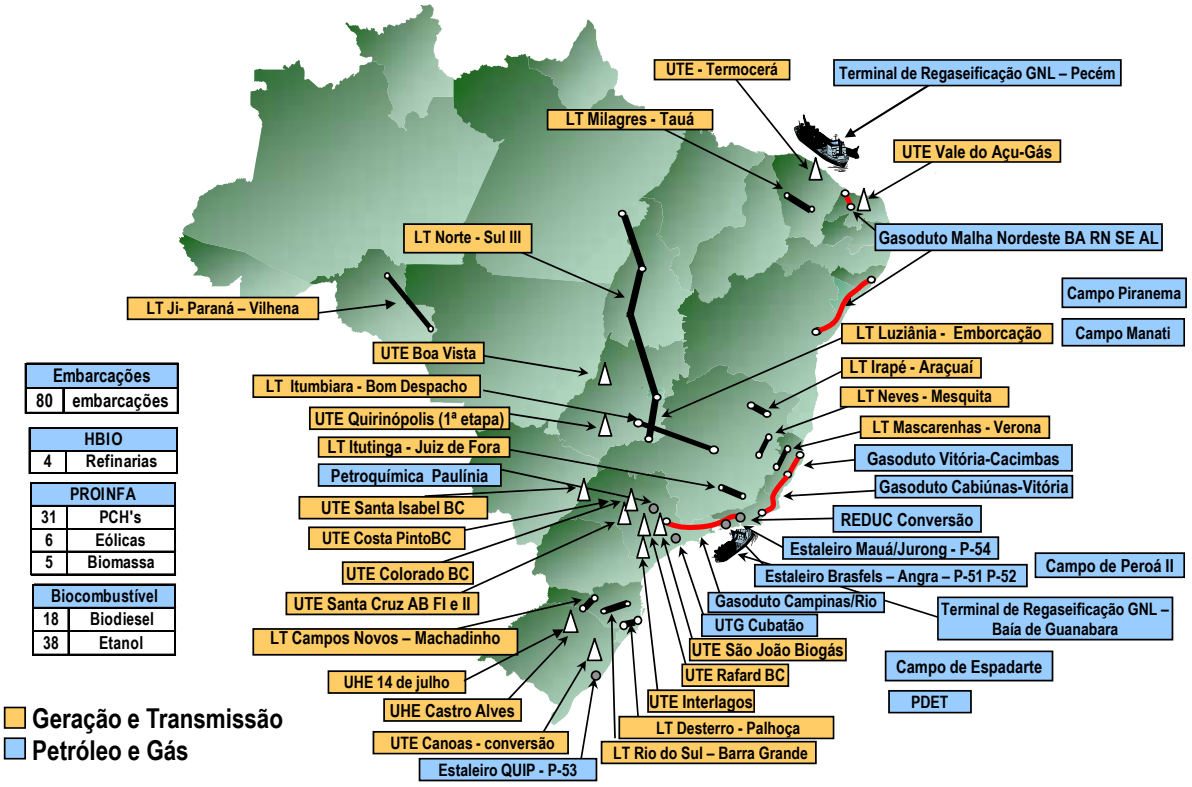 UTE - Termocerá
Terminal de Regaseificação GNL – Pecém
LT Milagres - Tauá
UTE Vale do Açu-Gás
LT Norte - Sul III
Gasoduto Malha Nordeste BA RN SE AL
Campo Piranema
LT Ji- Paraná – Vilhena
Campo Manati
LT Luziânia - Emborcação
UTE Boa Vista
LT Irapé - Araçuaí
LT Itumbiara - Bom Despacho
LT Neves - Mesquita
UTE Quirinópolis (1ª etapa)
LT Mascarenhas - Verona
LT Itutinga - Juiz de Fora
Gasoduto Vitória-Cacimbas
Petroquímica Paulínia
Gasoduto Cabiúnas-Vitória
UTE Santa Isabel BC
REDUC Conversão
UTE Costa PintoBC
Estaleiro Mauá/Jurong - P-54
UTE Colorado BC
Estaleiro Brasfels – Angra – P-51 P-52
Campo de Peroá II
UTE Santa Cruz AB FI e II
Gasoduto Campinas/Rio
Terminal de Regaseificação GNL –
Baía de Guanabara
UTG Cubatão
LT Campos Novos – Machadinho
UTE São João Biogás
Campo de Espadarte
UTE Rafard BC
UHE 14 de julho
PDET
UTE Interlagos
UHE Castro Alves
LT Desterro - Palhoça
UTE Canoas - conversão
LT Rio do Sul – Barra Grande
Estaleiro QUIP - P-53
Embarcações
80 embarcações
HBIO
4 Refinarias
PROINFA
31 PCH's
6 Eólicas
5 Biomassa
Biocombustível
18 Biodiesel
38 Etanol
Geração e Transmissão
Petróleo e Gás